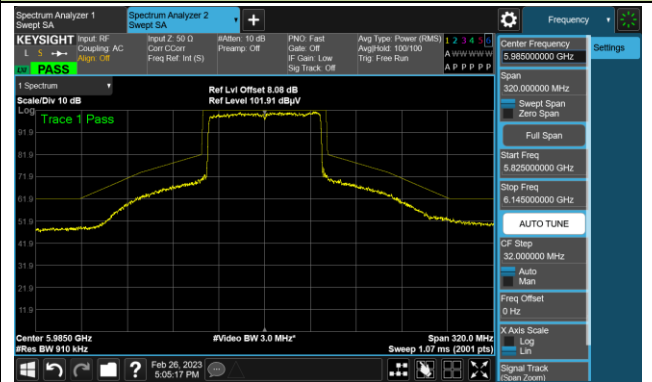 Spectrum Analyzer 1
Swept SA
Spectrum Analyzer 2
Swept SA
Frequency
KEYSIGHT
L S
Input: RF
Coupling: AC
Align: Off
Input Z: 50 Ω
Corr CCorr
Freq Ref: Int (S)
#Atten: 10 dB
Preamp: Off
PNO: Fast
Gate: Off
IF Gain: Low
Sig Track: Off
Avg Type: Power (RMS)
Avg|Hold: 100/100
Trig: Free Run
1 2 3 4 5 6
A W W W W W
A P P P P P
PASS
1 Spectrum
Scale/Div 10 dB
Ref Lvl Offset 8.08 dB
Ref Level 101.91 dBµV
Log
Trace 1 Pass
91.9
81.9
71.9
61.9
51.9
41.9
31.9
21.9
11.9
Center 5.9850 GHz
#Video BW 3.0 MHz*
Span 320.0 MHz
#Res BW 910 kHz
Sweep 1.07 ms (2001 pts)
Feb 26, 2023
5:05:17 PM
Center Frequency
5.985000000 GHz
Settings
Span
320.000000 MHz
Swept Span
Zero Span
Full Span
Start Freq
5.825000000 GHz
Stop Freq
6.145000000 GHz
AUTO TUNE
CF Step
32.000000 MHz
Auto
Man
Freq Offset
0 Hz
X Axis Scale
Log
Lin
Signal Track
(Span Zoom)